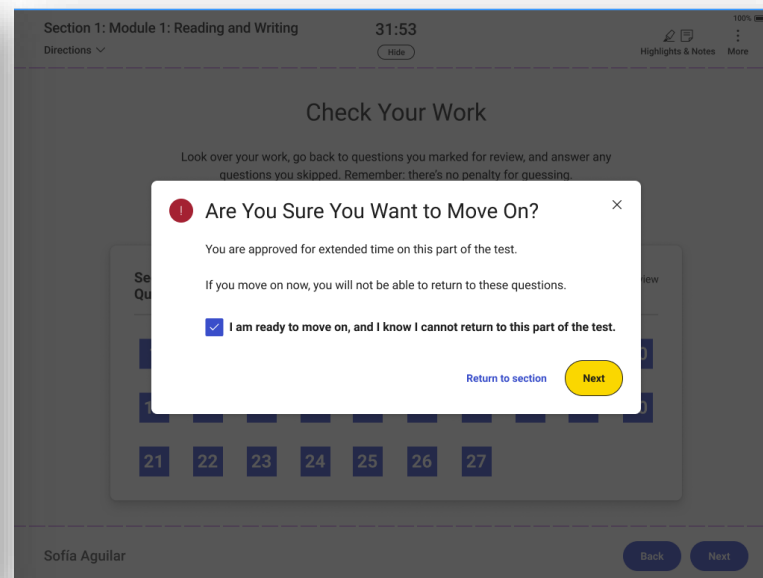 Section 1: Module 1: Reading and Writing
31:53
100%
Directions
Hide
Highlights & Notes
More
Check Your Work
Look over your work, go back to questions you marked for review, and answer any
questions you skipped. Remember: there's no penalty for guessing.
Are You Sure You Want to Move On?
You are approved for extended time on this part of the test.
If you move on now, you will not be able to return to these questions.
I am ready to move on, and I know I cannot return to this part of the test.
Return to section
Next
21 22 23 24 25 26 27
Sofía Aguilar
Back
Next